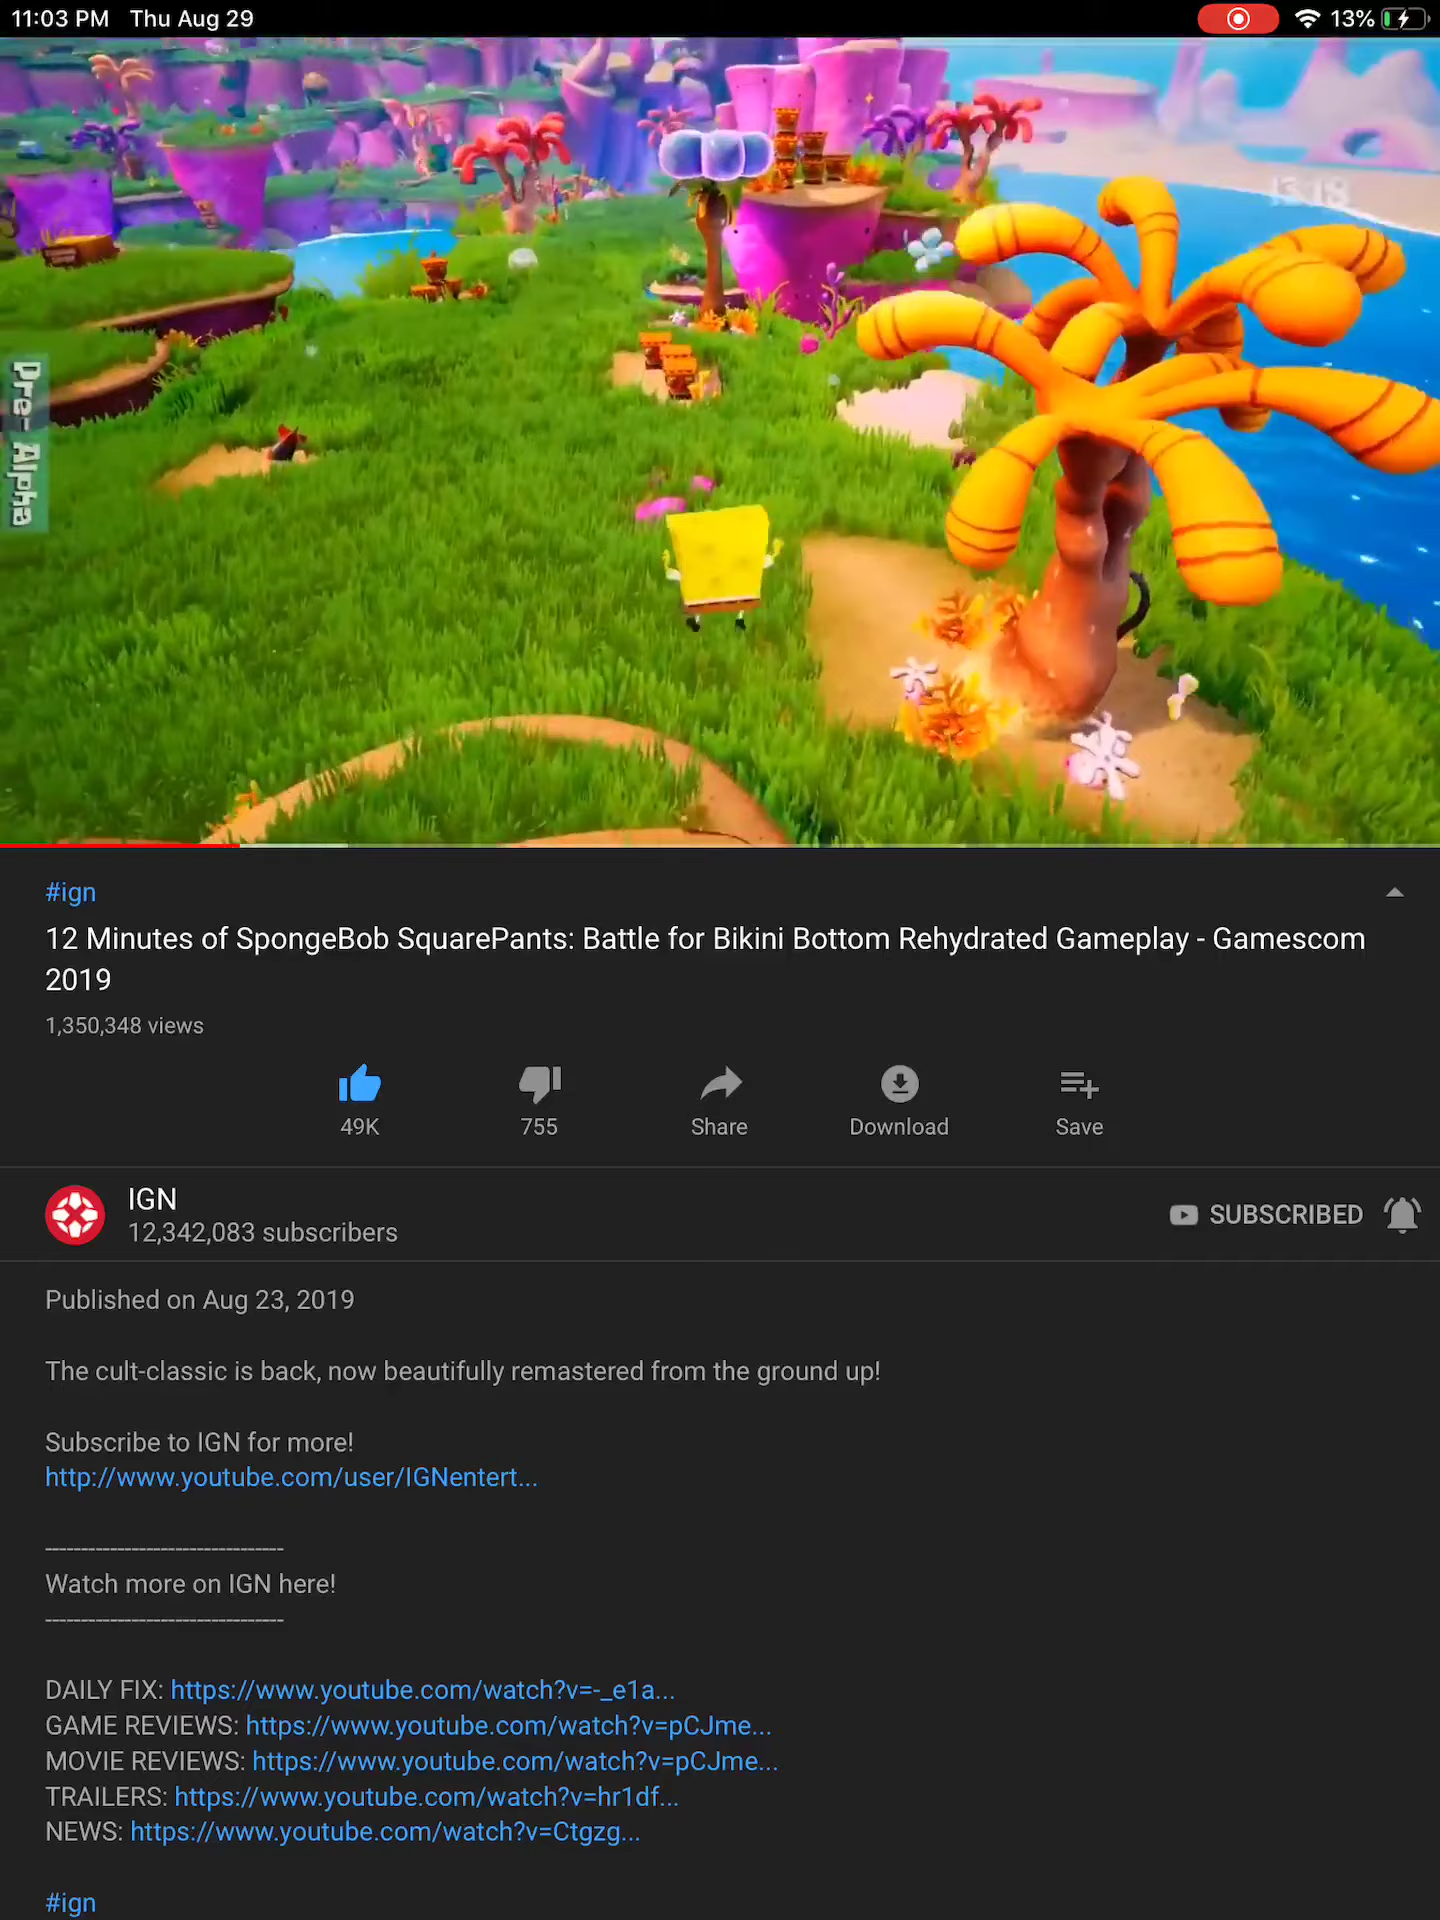 11:03 PM Thu Aug 29
13%
13:18
Pre-Alpha
#ign
12 Minutes of SpongeBob SquarePants: Battle for Bikini Bottom Rehydrated Gameplay - Gamescom
2019
1,350,348 views
49K
755
Share
Download
Save
IGN
12,342,083 subscribers
SUBSCRIBED
Published on Aug 23, 2019
The cult-classic is back, now beautifully remastered from the ground up!
Subscribe to IGN for more!
http://www.youtube.com/user/IGNentert...
----------------------------------
Watch more on IGN here!
----------------------------------
DAILY FIX: https://www.youtube.com/watch?v=-_e1a...
GAME REVIEWS: https://www.youtube.com/watch?v=pCJme...
MOVIE REVIEWS: https://www.youtube.com/watch?v=pCJme...
TRAILERS: https://www.youtube.com/watch?v=hr1df...
NEWS: https://www.youtube.com/watch?v=Ctgzg...
#ign